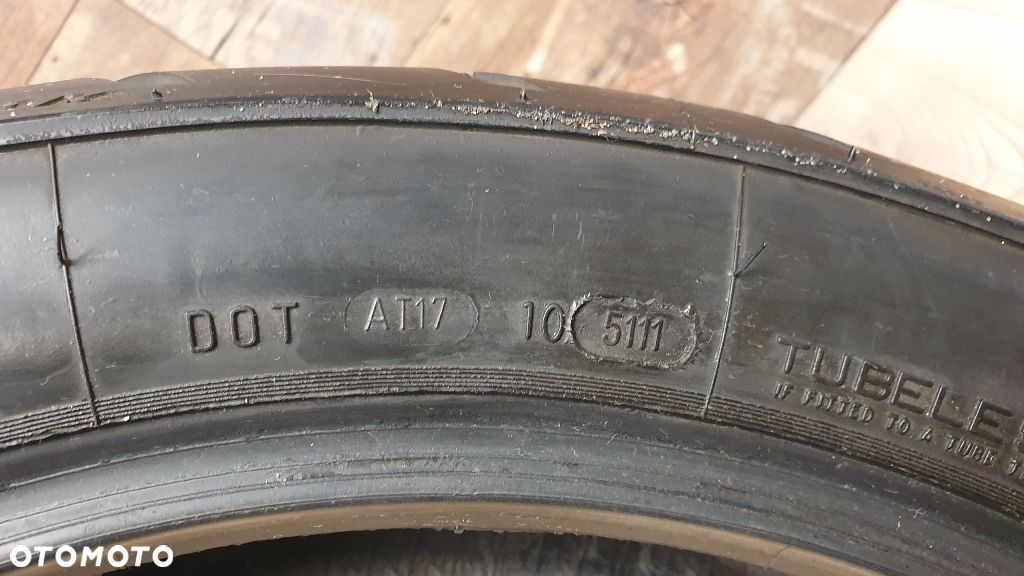 DOT AT17 10 5111
TUBELE
IF FITTED TO A TUBE
OTOMOTO